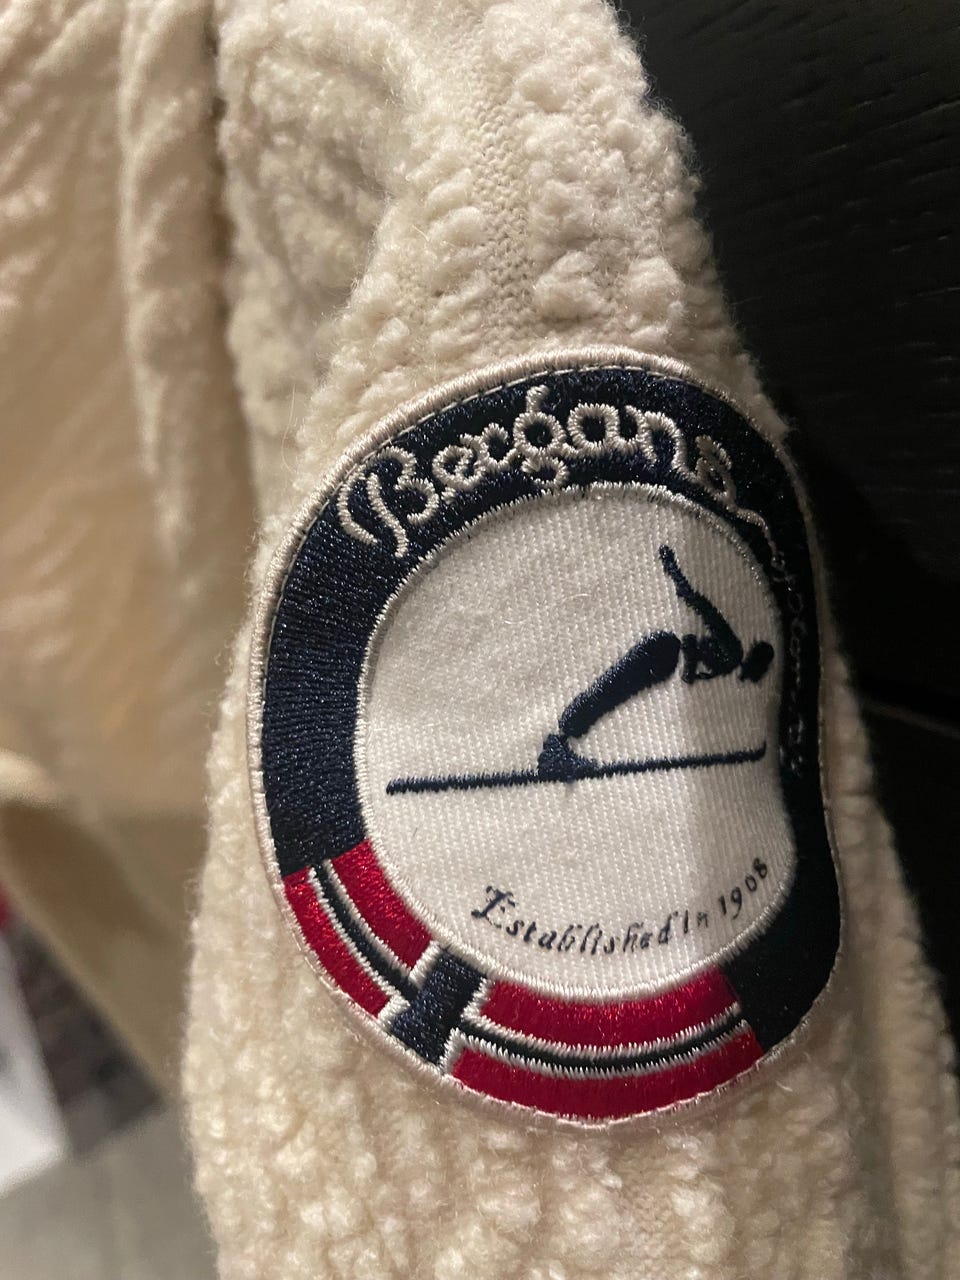 Bergans
Established in 1908